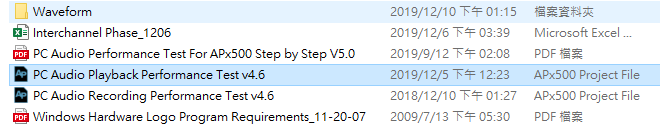 Waveform 2019/12/10 下午 01:15 檔案資料夾
Interchannel Phase_1206 2019/12/6 下午 03:39 Microsoft Excel ...
PDF PC Audio Performance Test For APx500 Step by Step V5.0 2019/9/12 下午 02:08 PDF 檔案
Ap PC Audio Playback Performance Test v4.6 2019/12/5 下午 12:23 APx500 Project File
Ap PC Audio Recording Performance Test v4.6 2018/12/10 下午 01:27 APx500 Project File
PDF Windows Hardware Logo Program Requirements_11-20-07 2009/7/13 下午 05:30 PDF 檔案